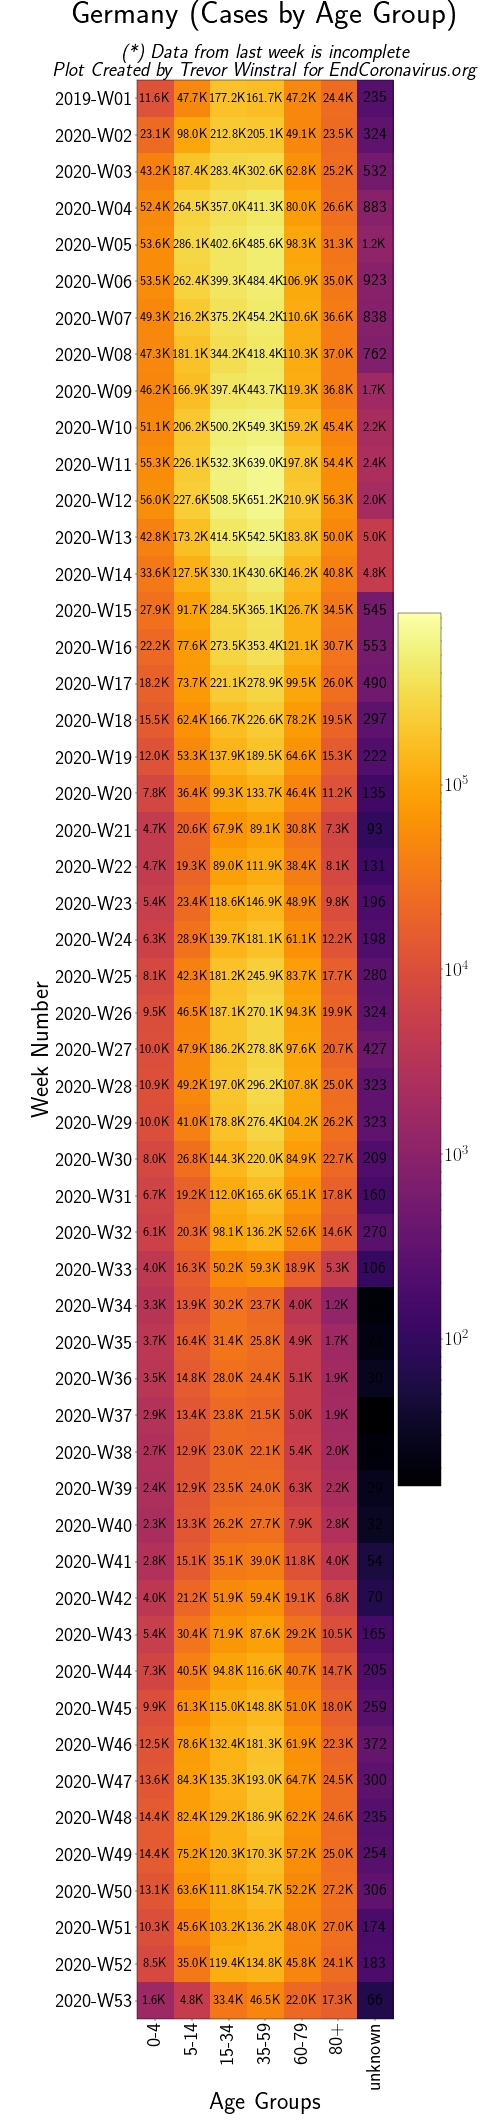 Germany (Cases by Age Group)
(*) Data from last week is incomplete
Plot Created by Trevor Winstral for EndCoronavirus.org
2019-W01 11.6K 47.7K 177.2K 161.7K 47.2K 24.4K 235
2020-W02 23.1K 98.0K 212.8K 205.1K 49.1K 23.5K 324
2020-W03 43.2K 187.4K 283.4K 302.6K 62.8K 25.2K 532
2020-W04 52.4K 264.5K 357.0K 411.3K 80.0K 26.6K 883
2020-W05 53.6K 286.1K 402.6K 485.6K 98.3K 31.3K 1.2K
2020-W06 53.5K 262.4K 399.3K 484.4K 106.9K 35.0K 923
2020-W07 49.3K 216.2K 375.2K 454.2K 110.6K 36.6K 838
2020-W08 47.3K 181.1K 344.2K 418.4K 110.3K 37.0K 762
2020-W09 46.2K 166.9K 397.4K 443.7K 119.3K 36.8K 1.7K
2020-W10 51.1K 206.2K 500.2K 549.3K 159.2K 45.4K 2.2K
2020-W11 55.3K 226.1K 532.3K 639.0K 197.8K 54.4K 2.4K
2020-W12 56.0K 227.6K 508.5K 651.2K 210.9K 56.3K 2.0K
2020-W13 42.8K 173.2K 414.5K 542.5K 183.8K 50.0K 5.0K
2020-W14 33.6K 127.5K 330.1K 430.6K 146.2K 40.8K 4.8K
2020-W15 27.9K 91.7K 284.5K 365.1K 126.7K 34.5K 545
2020-W16 22.2K 77.6K 273.5K 353.4K 121.1K 30.7K 553
2020-W17 18.2K 73.7K 221.1K 278.9K 99.5K 26.0K 490
2020-W18 15.5K 62.4K 166.7K 226.6K 78.2K 19.5K 297
2020-W19 12.0K 53.3K 137.9K 189.5K 64.6K 15.3K 222
2020-W20 7.8K 36.4K 99.3K 133.7K 46.4K 11.2K 135
2020-W21 4.7K 20.6K 67.9K 89.1K 30.8K 7.3K 93
2020-W22 4.7K 19.3K 89.0K 111.9K 38.4K 8.1K 131
2020-W23 5.4K 23.4K 118.6K 146.9K 48.9K 9.8K 196
2020-W24 6.3K 28.9K 139.7K 181.1K 61.1K 12.2K 198
2020-W25 8.1K 42.3K 181.2K 245.9K 83.7K 17.7K 280
2020-W26 9.5K 46.5K 187.1K 270.1K 94.3K 19.9K 324
2020-W27 10.0K 47.9K 186.2K 278.8K 97.6K 20.7K 427
2020-W28 10.9K 49.2K 197.0K 296.2K 107.8K 25.0K 323
2020-W29 10.0K 41.0K 178.8K 276.4K 104.2K 26.2K 323
2020-W30 8.0K 26.8K 144.3K 220.0K 84.9K 22.7K 209
2020-W31 6.7K 19.2K 112.0K 165.6K 65.1K 17.8K 160
2020-W32 6.1K 20.3K 98.1K 136.2K 52.6K 14.6K 270
2020-W33 4.0K 16.3K 50.2K 59.3K 18.9K 5.3K 106
2020-W34 3.3K 13.9K 30.2K 23.7K 4.0K 1.2K
2020-W35 3.7K 16.4K 31.4K 25.8K 4.9K 1.7K
2020-W36 3.5K 14.8K 28.0K 24.4K 5.1K 1.9K 30
2020-W37 2.9K 13.4K 23.8K 21.5K 5.0K 1.9K
2020-W38 2.7K 12.9K 23.0K 22.1K 5.4K 2.0K
2020-W39 2.4K 12.9K 23.5K 24.0K 6.3K 2.2K
2020-W40 2.3K 13.3K 26.2K 27.7K 7.9K 2.8K 32
2020-W41 2.8K 15.1K 35.1K 39.0K 11.8K 4.0K 54
2020-W42 4.0K 21.2K 51.9K 59.4K 19.1K 6.8K 70
2020-W43 5.4K 30.4K 71.9K 87.6K 29.2K 10.5K 165
2020-W44 7.3K 40.5K 94.8K 116.6K 40.7K 14.7K 205
2020-W45 9.9K 61.3K 115.0K 148.8K 51.0K 18.0K 259
2020-W46 12.5K 78.6K 132.4K 181.3K 61.9K 22.3K 372
2020-W47 13.6K 84.3K 135.3K 193.0K 64.7K 24.5K 300
2020-W48 14.4K 82.4K 129.2K 186.9K 62.2K 24.6K 235
2020-W49 14.4K 75.2K 120.3K 170.3K 57.2K 25.0K 254
2020-W50 13.1K 63.6K 111.8K 154.7K 52.2K 27.2K 306
2020-W51 10.3K 45.6K 103.2K 136.2K 48.0K 27.0K 174
2020-W52 8.5K 35.0K 119.4K 134.8K 45.8K 24.1K 183
2020-W53 1.6K 4.8K 33.4K 46.5K 22.0K 17.3K 66
0-4 5-14 15-34 35-59 60-79 80+ unknown
Age Groups
Week Number
10⁵
10⁴
10³
10²